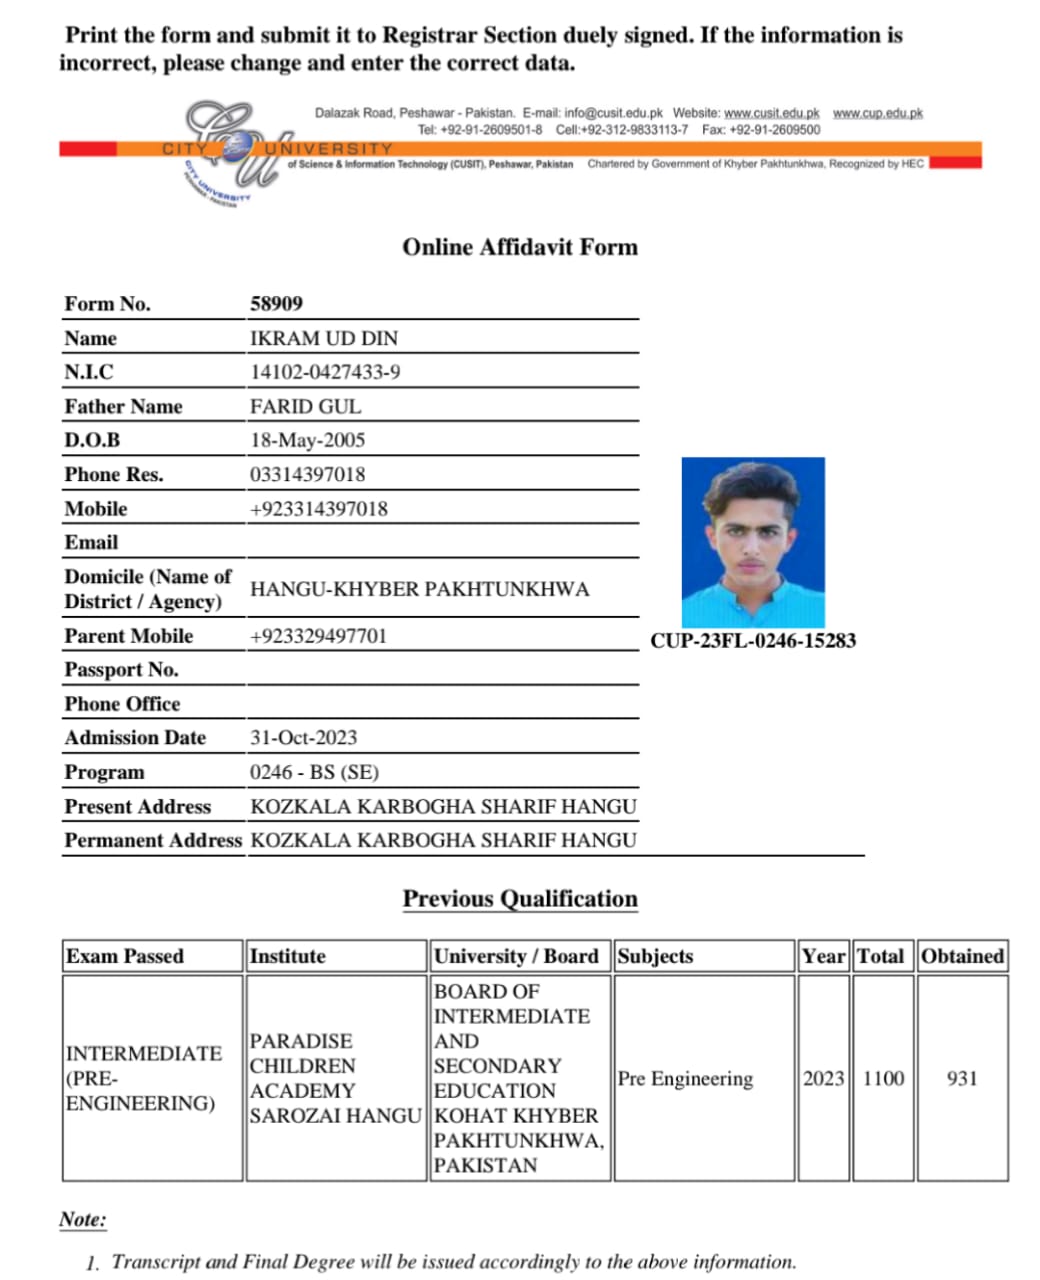 Print the form and submit it to Registrar Section duely signed. If the information is
incorrect, please change and enter the correct data.
Dalazak Road, Peshawar - Pakistan. E-mail: info@cusit.edu.pk Website: www.cusit.edu.pk www.cup.edu.pk
Tel: +92-91-2609501-8 Cell:+92-312-9833113-7 Fax: +92-91-2609500
CITY UNIVERSITY
of Science & Information Technology (CUSIT), Peshawar, Pakistan Chartered by Government of Khyber Pakhtunkhwa, Recognized by HEC
CITY UNIVERSITY
PESHAWAR - PAKISTAN
Online Affidavit Form
Form No. 58909
Name IKRAM UD DIN
N.I.C 14102-0427433-9
Father Name FARID GUL
D.O.B 18-May-2005
Phone Res. 03314397018
Mobile +923314397018
Email
Domicile (Name of
District / Agency) HANGU-KHYBER PAKHTUNKHWA
Parent Mobile +923329497701
CUP-23FL-0246-15283
Passport No.
Phone Office
Admission Date 31-Oct-2023
Program 0246 - BS (SE)
Present Address KOZKALA KARBOGHA SHARIF HANGU
Permanent Address KOZKALA KARBOGHA SHARIF HANGU
Previous Qualification
Exam Passed Institute University / Board Subjects Year Total Obtained
INTERMEDIATE
(PRE-
ENGINEERING)
PARADISE
CHILDREN
ACADEMY
SAROZAI HANGU
BOARD OF
INTERMEDIATE
AND
SECONDARY
EDUCATION
KOHAT KHYBER
PAKHTUNKHWA,
PAKISTAN
Pre Engineering
2023
1100
931
Note:
1. Transcript and Final Degree will be issued accordingly to the above information.